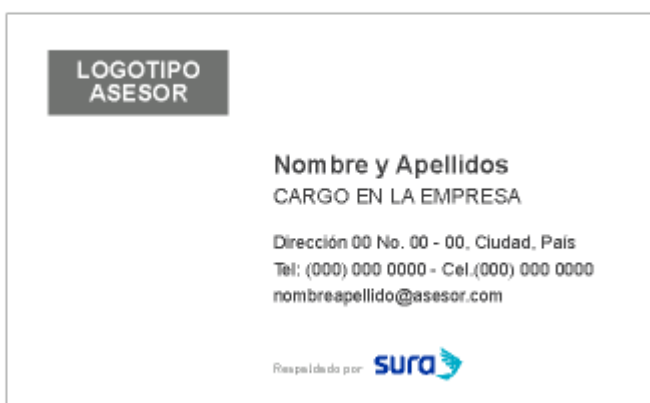 LOGOTIPO
ASESOR
Nombre y Apellidos
CARGO EN LA EMPRESA
Dirección 00 No. 00 - 00, Ciudad, País
Tel: (000) 000 0000 - Cel.(000) 000 0000
nombreapellido@asesor.com
Respaldado por sura